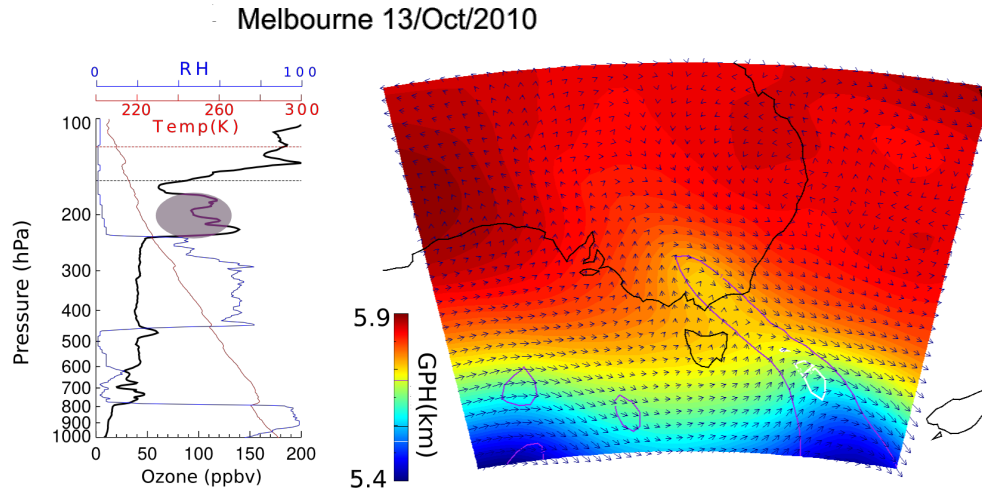 Melbourne 13/Oct/2010
0 RH 100
220 260 300
Temp(K)
100
200
300
400
500
600
700
800
900
1000
Pressure (hPa)
0 50 100 150 200
Ozone (ppbv)
5.9
GPH(km)
5.4